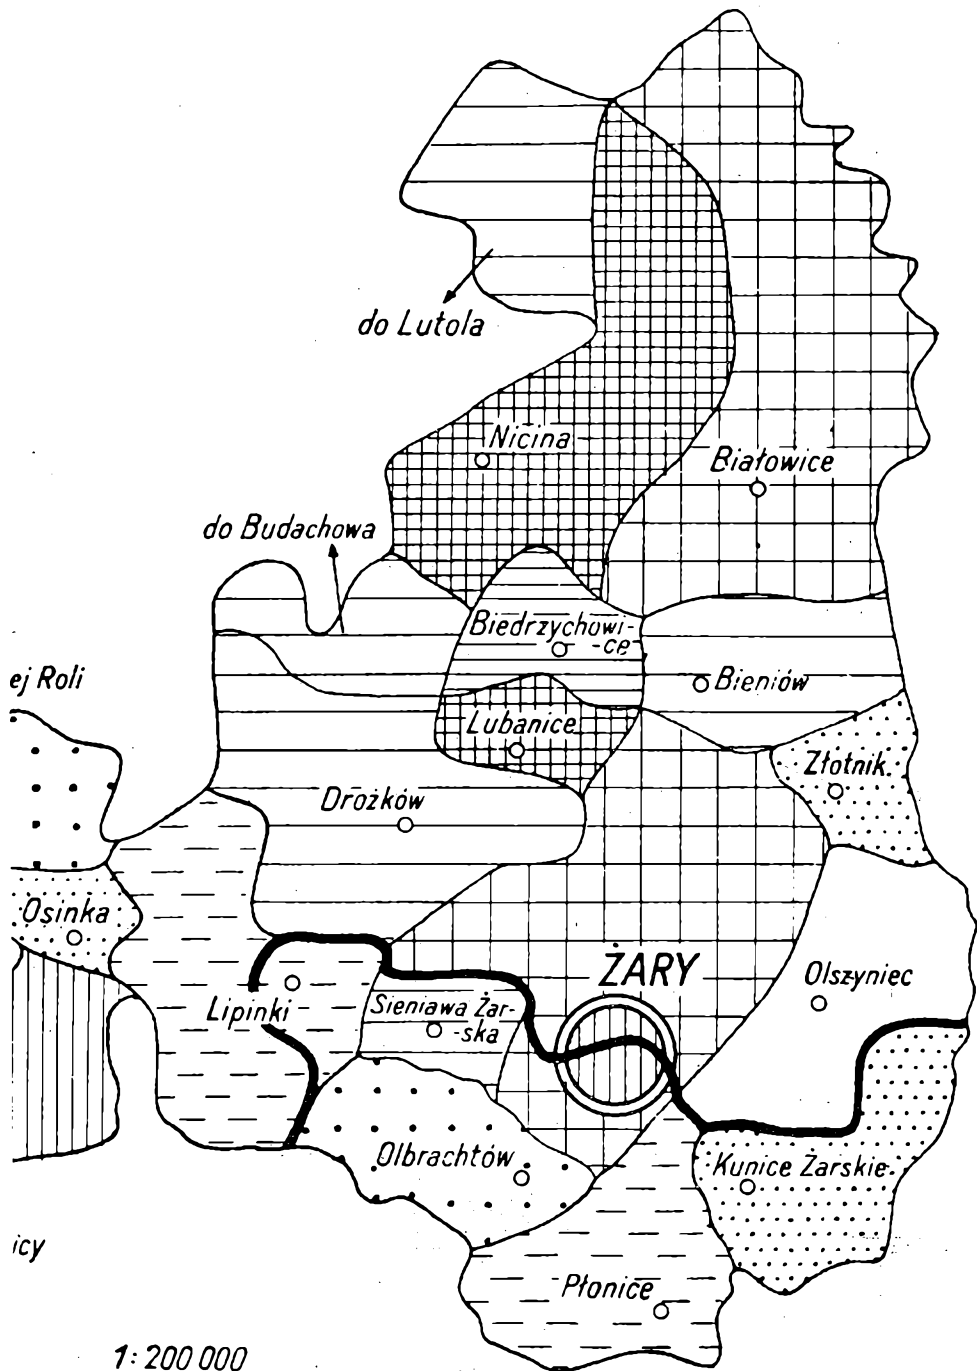 do Lutola
Nicina
Białowice
do Budachowa
Biedrzychowi-
-ce
ej Roli
Bieniów
Lubanice
Złotnik
Drożków
Osinka
ŻARY
Olszyniec
Lipinki
Sieniawa Żar-
-ska
Olbrachtów
Kunice Żarskie
icy
Płonice
1:200 000